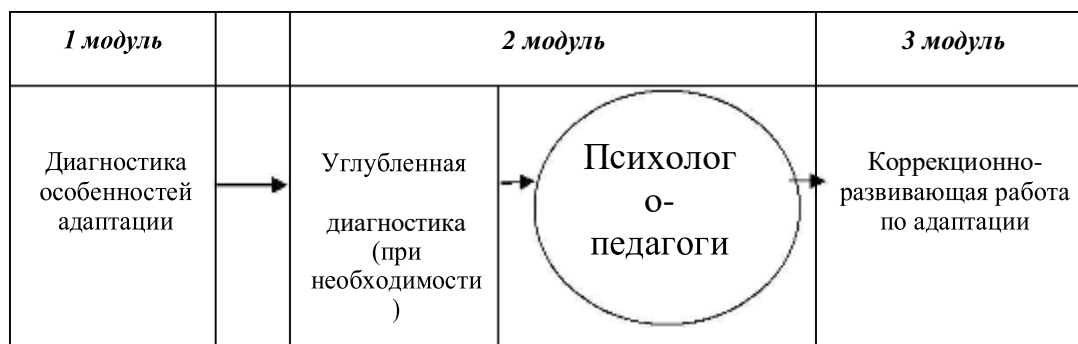 1 модуль
2 модуль
3 модуль
Диагностика
особенностей
адаптации
Углубленная
диагностика
(при
необходимости
)
Психолог
о-
педагоги
Коррекционно-
развивающая работа
по адаптации